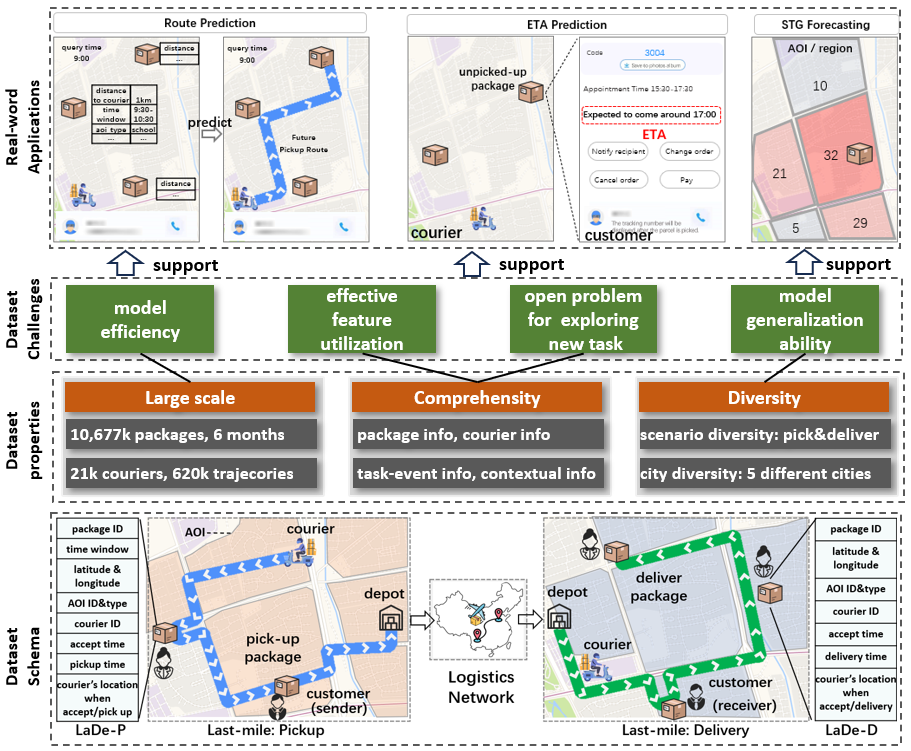 Real-word
Applications
Route Prediction
query time
9:00
distance
...
distance
to courier
1km
time
window
9:30-
10:30
aoi_type
school
...
...
distance
...
predict
query time
9:00
Future
Pickup Route
ETA Prediction
unpicked-up
package
courier
Code
3004
Save to photos album
Appointment Time 15:30-17:30
Expected to come around 17:00
ETA
Notify recipient
Change order
Cancel order
Pay
The tracking number will be
displayed after the parcel is picked.
customer
STG Forecasting
AOI / region
10
32
21
5
29
support
support
support
Dataset
Challenges
model
efficiency
effective
feature
utilization
open problem
for exploring
new task
model
generalization
ability
Dataset
properties
Large scale
10,677k packages, 6 months
21k couriers, 620k trajecories
Comprehensity
package info, courier info
task-event info, contextual info
Diversity
scenario diversity: pick&deliver
city diversity: 5 different cities
Dataset
Schema
package ID
time window
latitude &
longitude
AOI ID&type
courier ID
accept time
pickup time
courier's location
when
accept/pick up
LaDe-P
AOI
courier
depot
pick-up
package
customer
(sender)
Last-mile: Pickup
Logistics
Network
depot
deliver
package
courier
customer
(receiver)
Last-mile: Delivery
package ID
latitude &
longitude
AOI ID&type
courier ID
accept time
delivery time
courier's location
when
accept/delivery
LaDe-D